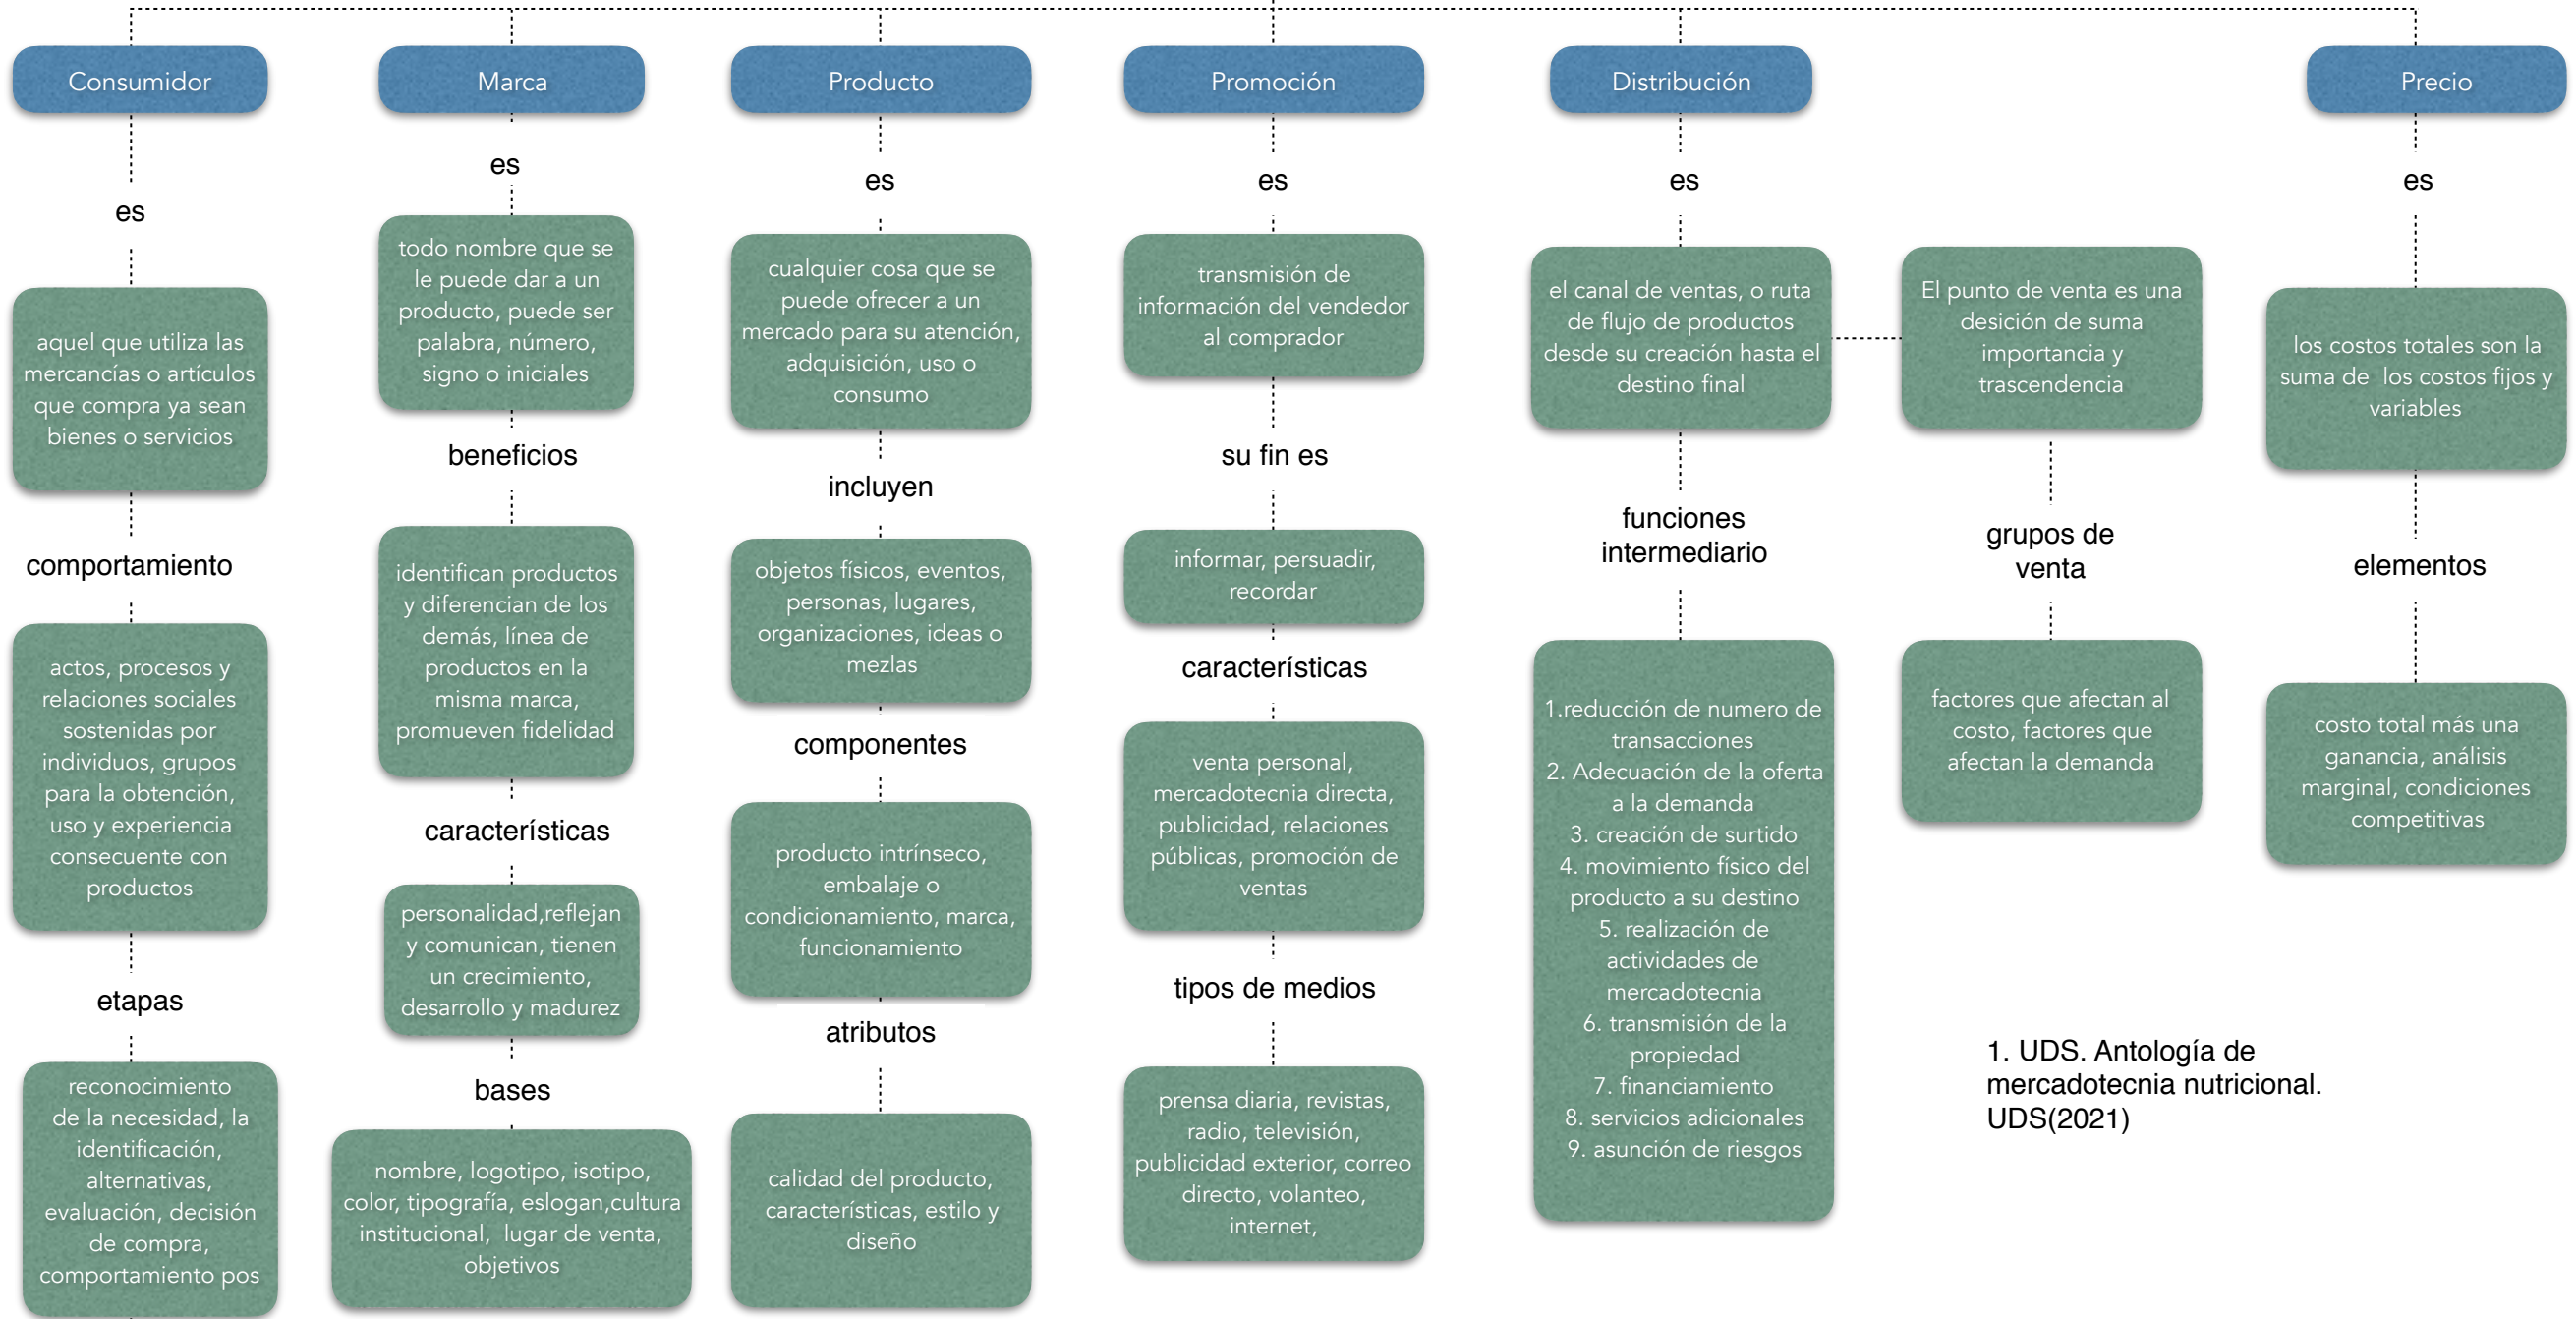 Consumidor
es
aquel que utiliza las
mercancías o artículos
que compra ya sean
bienes o servicios
comportamiento
actos, procesos y
relaciones sociales
sostenidas por
individuos, grupos
para la obtención,
uso y experiencia
consecuente con
productos
etapas
reconocimiento
de la necesidad, la
identificación,
alternativas,
evaluación, decisión
de compra,
comportamiento pos
Marca
es
todo nombre que se
le puede dar a un
producto, puede ser
palabra, número,
signo o iniciales
beneficios
identifican productos
y diferencian de los
demás, línea de
productos en la
misma marca,
promueven fidelidad
características
personalidad,reflejan
y comunican, tienen
un crecimiento,
desarrollo y madurez
bases
nombre, logotipo, isotipo,
color, tipografía, eslogan,cultura
institucional, lugar de venta,
objetivos
Producto
es
cualquier cosa que se
puede ofrecer a un
mercado para su atención,
adquisición, uso o
consumo
incluyen
objetos físicos, eventos,
personas, lugares,
organizaciones, ideas o
mezlas
componentes
producto intrínseco,
embalaje o
condicionamiento, marca,
funcionamiento
atributos
calidad del producto,
características, estilo y
diseño
Promoción
es
transmisión de
información del vendedor
al comprador
su fin es
informar, persuadir,
recordar
características
venta personal,
mercadotecnia directa,
publicidad, relaciones
públicas, promoción de
ventas
tipos de medios
prensa diaria, revistas,
radio, televisión,
publicidad exterior, correo
directo, volanteo,
internet,
Distribución
es
el canal de ventas, o ruta
de flujo de productos
desde su creación hasta el
destino final
funciones
intermediario
1.reducción de numero de
transacciones
2. Adecuación de la oferta
a la demanda
3. creación de surtido
4. movimiento físico del
producto a su destino
5. realización de
actividades de
mercadotecnia
6. transmisión de la
propiedad
7. financiamiento
8. servicios adicionales
9. asunción de riesgos
El punto de venta es una
desición de suma
importancia y
trascendencia
grupos de
venta
factores que afectan al
costo, factores que
afectan la demanda
Precio
es
los costos totales son la
suma de los costos fijos y
variables
elementos
costo total más una
ganancia, análisis
marginal, condiciones
competitivas
1. UDS. Antología de
mercadotecnia nutricional.
UDS(2021)